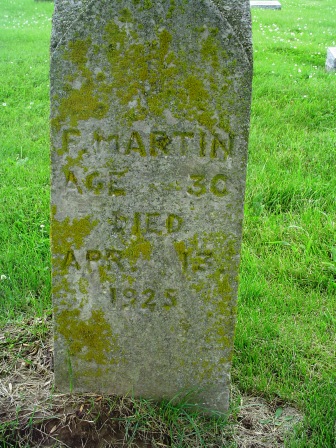 F. MARTIN
AGE 30
DIED
APR. 13
1925